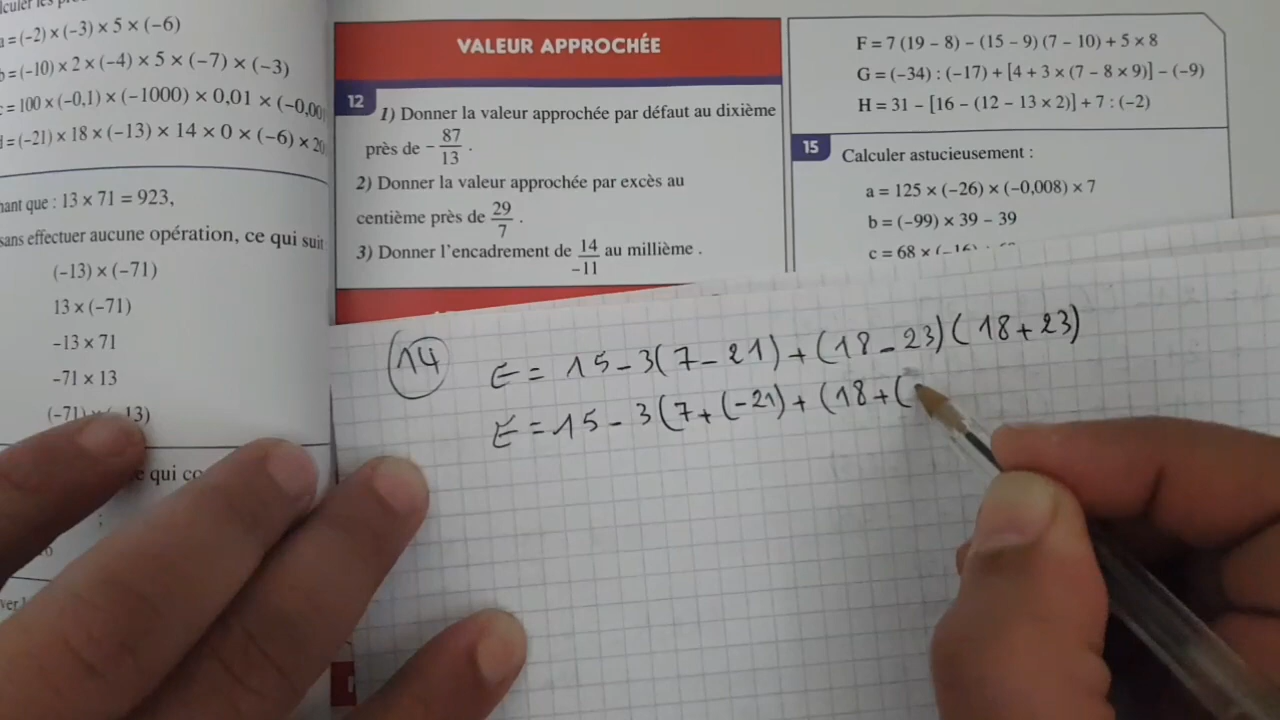 a = (−2) × (−3) × 5 × (−6)
b = (−10) × 2 × (−4) × 5 × (−7) × (−3)
= 100 × (−0,1) × (−1000) × 0,01 × (−0,00
= (−21) × 18 × (−13) × 14 × 0 × (−6) × 20
que : 13 × 71 = 923,
sans effectuer aucune opération, ce qui suit
(−13) × (−71)
13 × (−71)
−13 × 71
−71 × 13
(−71) × −13)
qui
VALEUR APPROCHÉE
12
1) Donner la valeur approchée par défaut au dixième
près de − 87/13 .
2) Donner la valeur approchée par excès au
centième près de 29/7 .
3) Donner l'encadrement de 14/−11 au millième .
F = 7 (19 − 8) − (15 − 9) (7 − 10) + 5 × 8
G = (−34) : (−17) + [4 + 3 × (7 − 8 × 9)] − (−9)
H = 31 − [16 − (12 − 13 × 2)] + 7 : (−2)
15
Calculer astucieusement :
a = 125 × (−26) × (−0,008) × 7
b = (−99) × 39 − 39
c = 68 ×
14
E = 15 - 3(7 - 21) + (18 - 23)(18 + 23)
E = 15 - 3(7 + (-21) + (18 + (